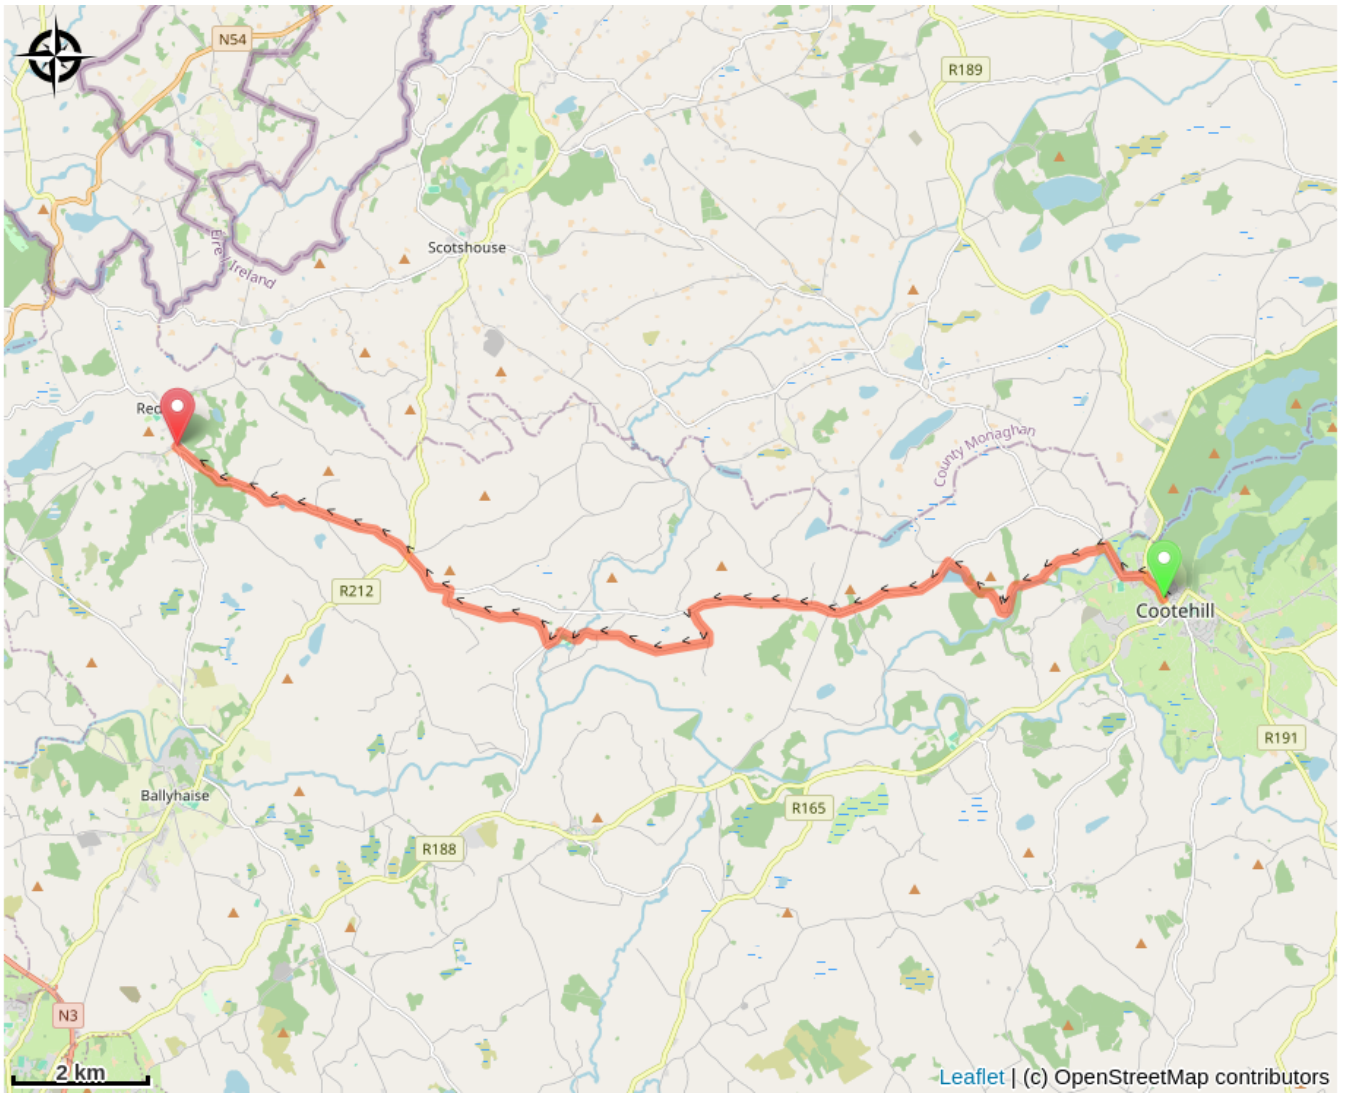 N54
R189
Scotshouse
Éire / Ireland
County Monaghan
R212
Cootehill
R191
Ballyhaise
R165
R188
N3
2 km
Leaflet | (c) OpenStreetMap contributors